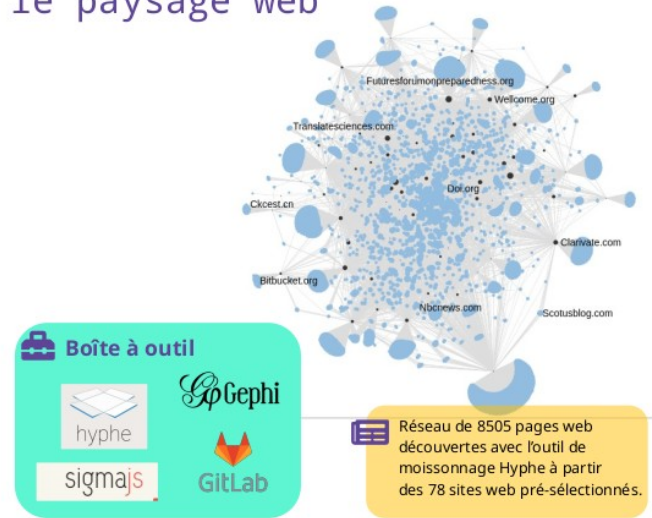 le paysage web
Futuresforumonpreparedness.org
Wellcome.org
Translatesciences.com
Doi.org
Ckcest.cn
Clarivate.com
Bitbucket.org
Nbcnews.com
Scotusblog.com
Boîte à outil
Gephi
hyphe
sigmajs
GitLab
Réseau de 8505 pages web
découvertes avec l’outil de
moissonnage Hyphe à partir
des 78 sites web pré-sélectionnés.